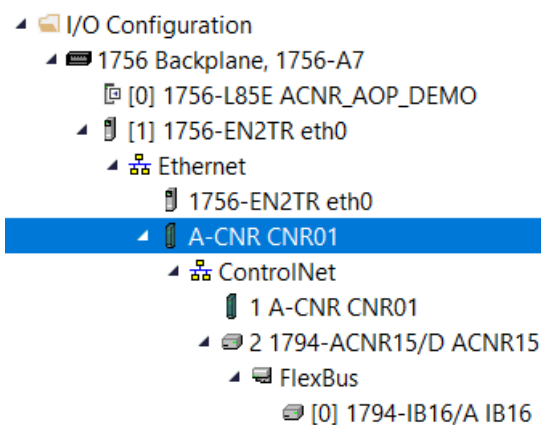 I/O Configuration
1756 Backplane, 1756-A7
[0] 1756-L85E ACNR_AOP_DEMO
[1] 1756-EN2TR eth0
Ethernet
1756-EN2TR eth0
A-CNR CNR01
ControlNet
1 A-CNR CNR01
2 1794-ACNR15/D ACNR15
FlexBus
[0] 1794-IB16/A IB16